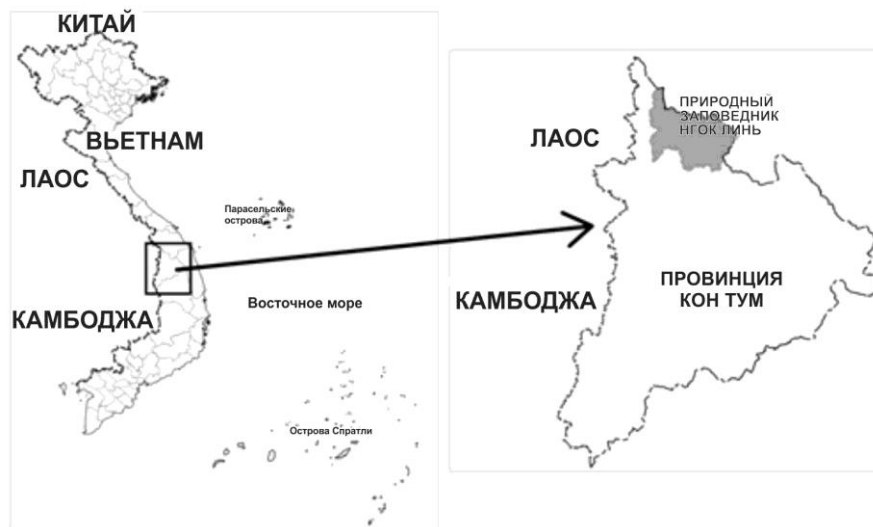 КИТАЙ
ВЬЕТНАМ
ЛАОС
Парасельские
острова
КАМБОДЖА
Восточное море
Острова Спратли
ПРИРОДНЫЙ
ЗАПОВЕДНИК
НГОК ЛИНЬ
ЛАОС
КАМБОДЖА
ПРОВИНЦИЯ
КОН ТУМ